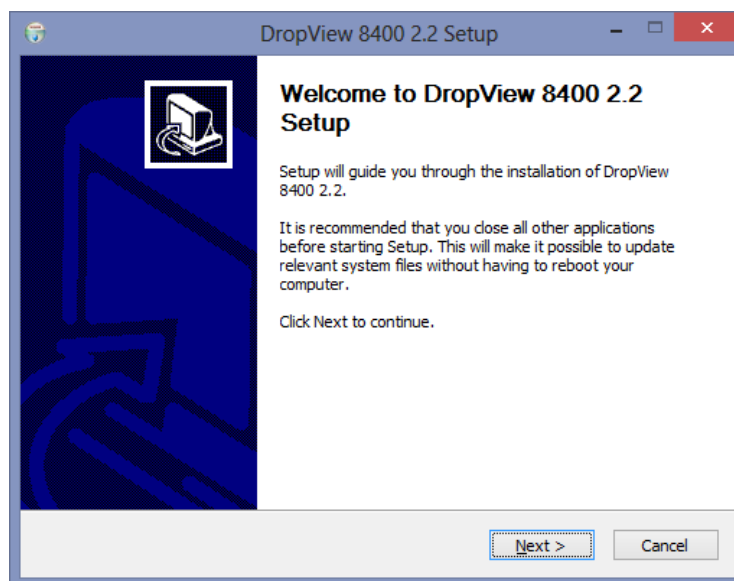 DropView 8400 2.2 Setup
Welcome to DropView 8400 2.2
Setup
Setup will guide you through the installation of DropView
8400 2.2.
It is recommended that you close all other applications
before starting Setup. This will make it possible to update
relevant system files without having to reboot your
computer.
Click Next to continue.
Next >
Cancel